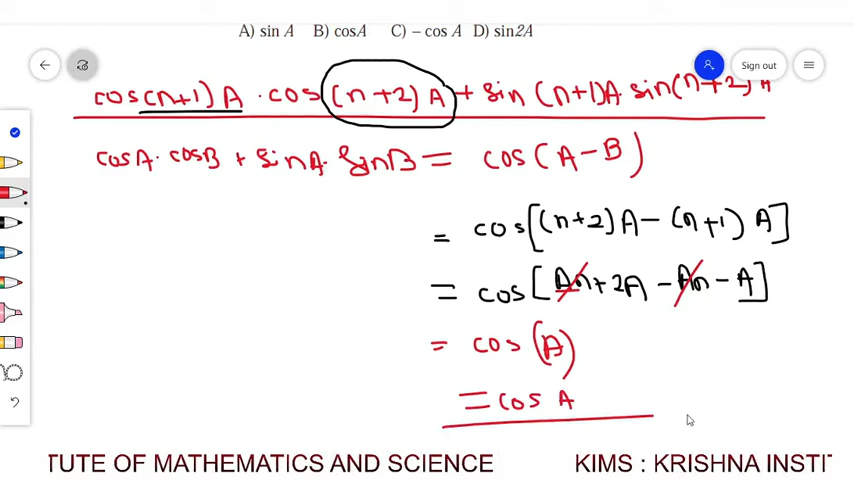 A) sin A B) cosA C) – cos A D) sin2A
Sign out
cos(n+1) A · cos (n+2) A + sin (n+1)A sin(n+2) A
cosA· cosB + sinA· sinB = cos(A-B)
= cos[(n+2)A-(n+1) A]
= cos[An+2A-An-A]
= cos(A)
= cos A
TUTE OF MATHEMATICS AND SCIENCE KIMS : KRISHNA INSTIT